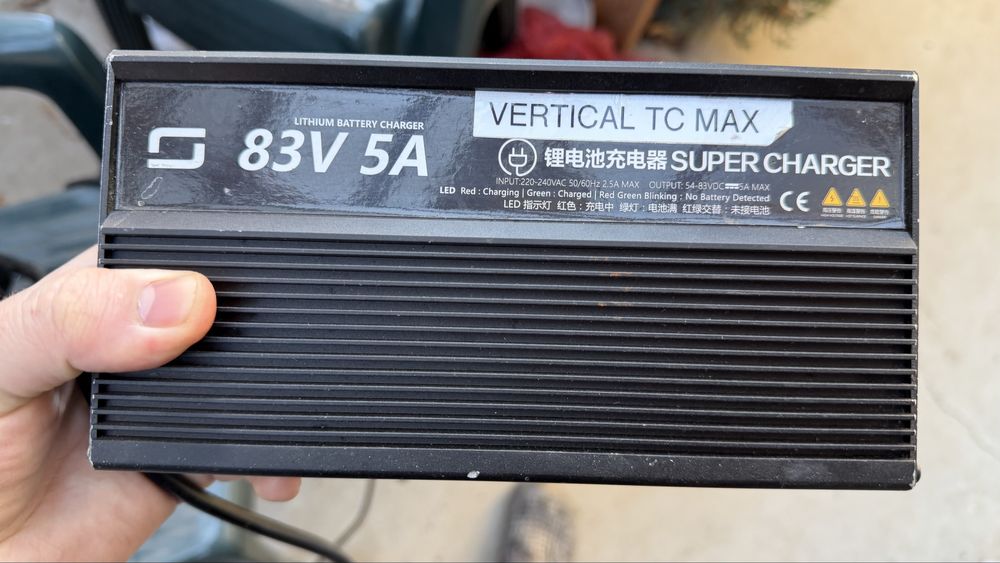 LITHIUM BATTERY CHARGER
83V 5A
VERTICAL TC MAX
锂电池充电器 SUPER CHARGER
INPUT:220-240VAC 50/60Hz 2.5A MAX OUTPUT: 54-83VDC⎓5A MAX
LED Red : Charging | Green : Charged | Red Green Blinking : No Battery Detected
LED 指示灯 红色：充电中 绿灯：电池满 红绿交替：未接电池
CE